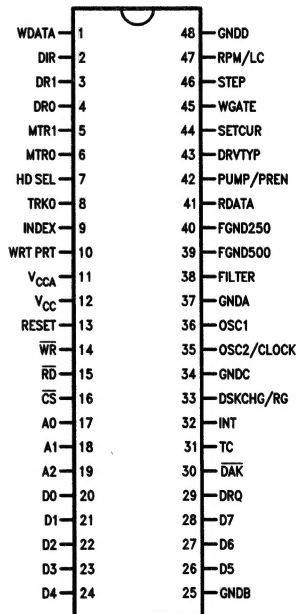 WDATA 1 48 GNDD
DIR 2 47 RPM/LC
DR1 3 46 STEP
DR0 4 45 WGATE
MTR1 5 44 SETCUR
MTR0 6 43 DRVTYP
HD SEL 7 42 PUMP/PREN
TRK0 8 41 RDATA
INDEX 9 40 FGND250
WRT PRT 10 39 FGND500
VCCA 11 38 FILTER
VCC 12 37 GNDA
RESET 13 36 OSC1
W̅R̅ 14 35 OSC2/CLOCK
R̅D̅ 15 34 GNDC
C̅S̅ 16 33 DSKCHG/RG
A0 17 32 INT
A1 18 31 TC
A2 19 30 D̅A̅K̅
D0 20 29 DRQ
D1 21 28 D7
D2 22 27 D6
D3 23 26 D5
D4 24 25 GNDB